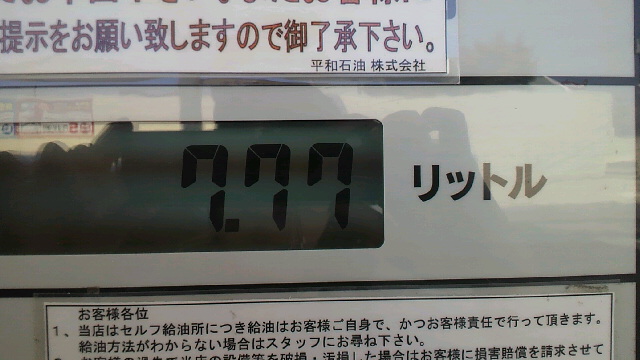 提示をお願い致しますので御了承下さい。
平和石油 株式会社
7.77 リットル
お客様各位
1、当店はセルフ給油所につき給油はお客様ご自身で、かつお客様責任で行って頂きます。
給油方法がわからない場合はスタッフにお尋ね下さい。